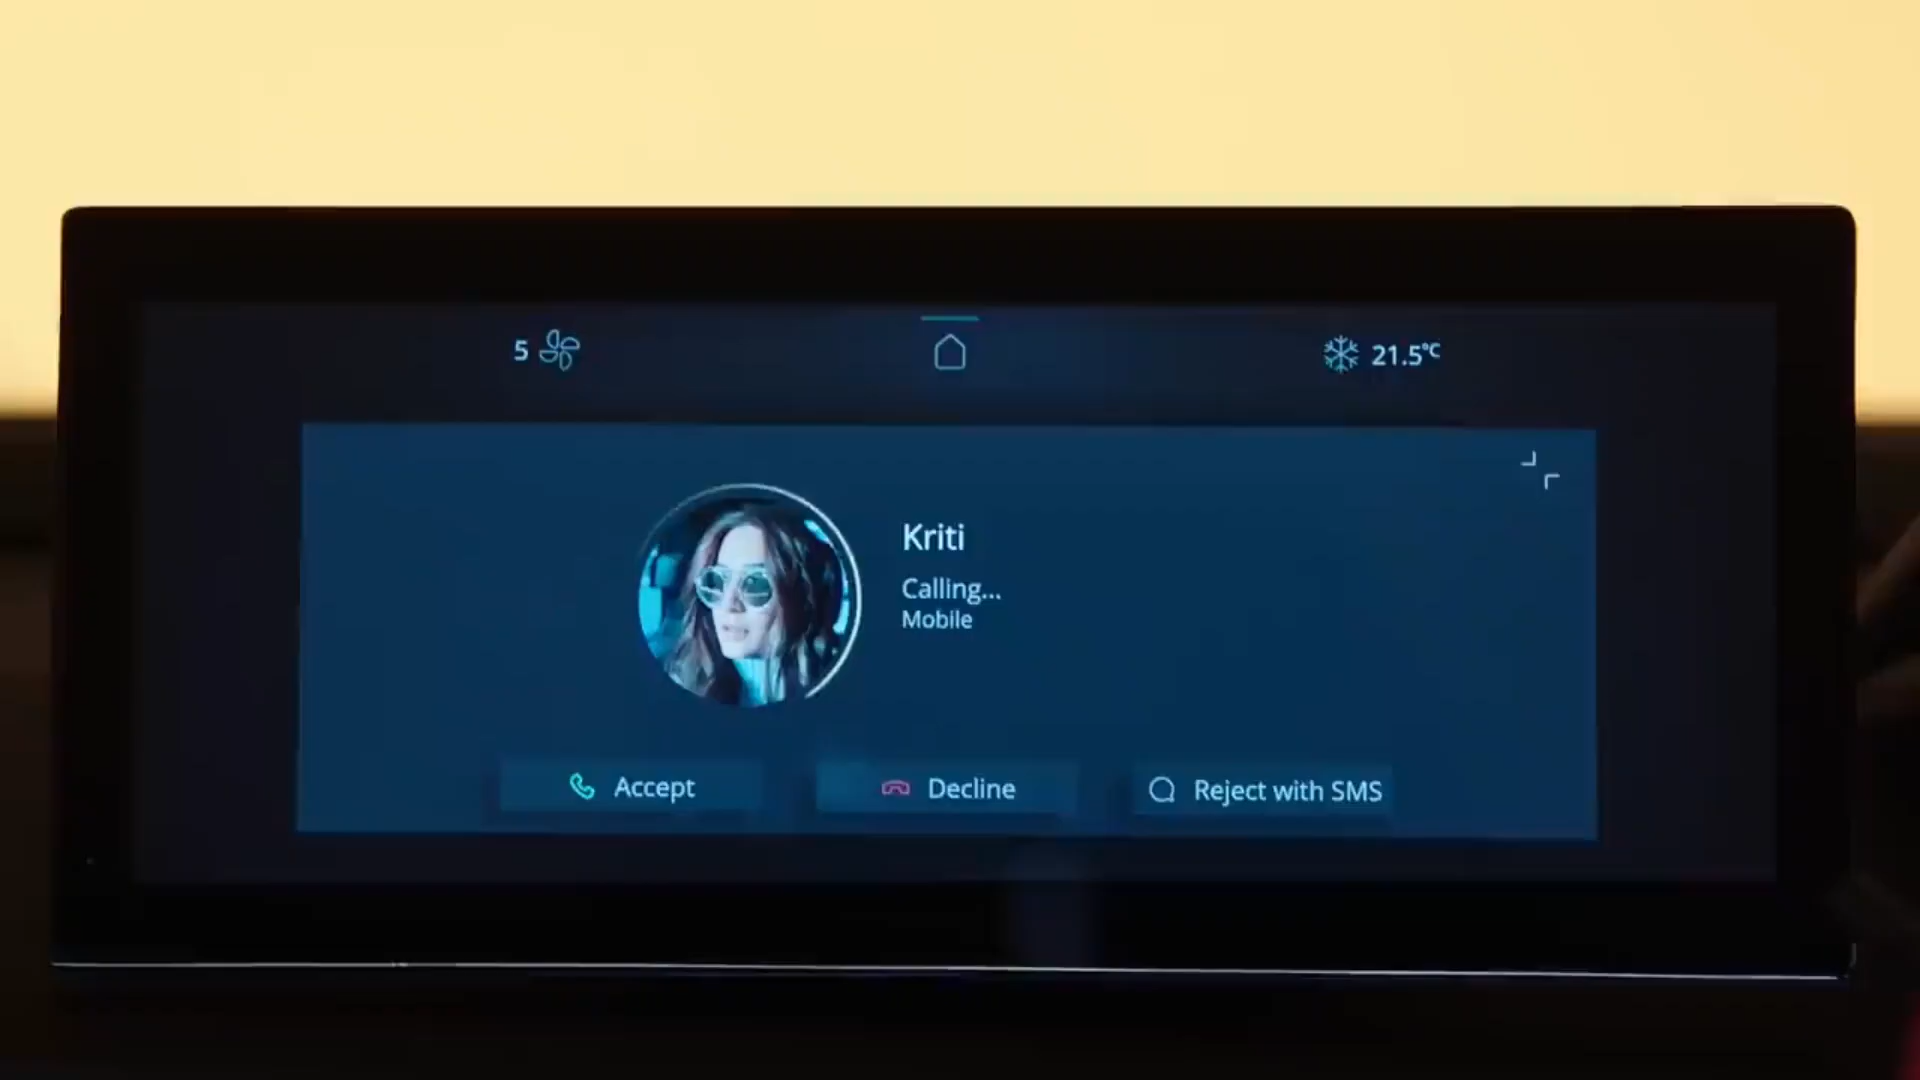 5
21.5°C
Kriti
Calling...
Mobile
Accept
Decline
Reject with SMS